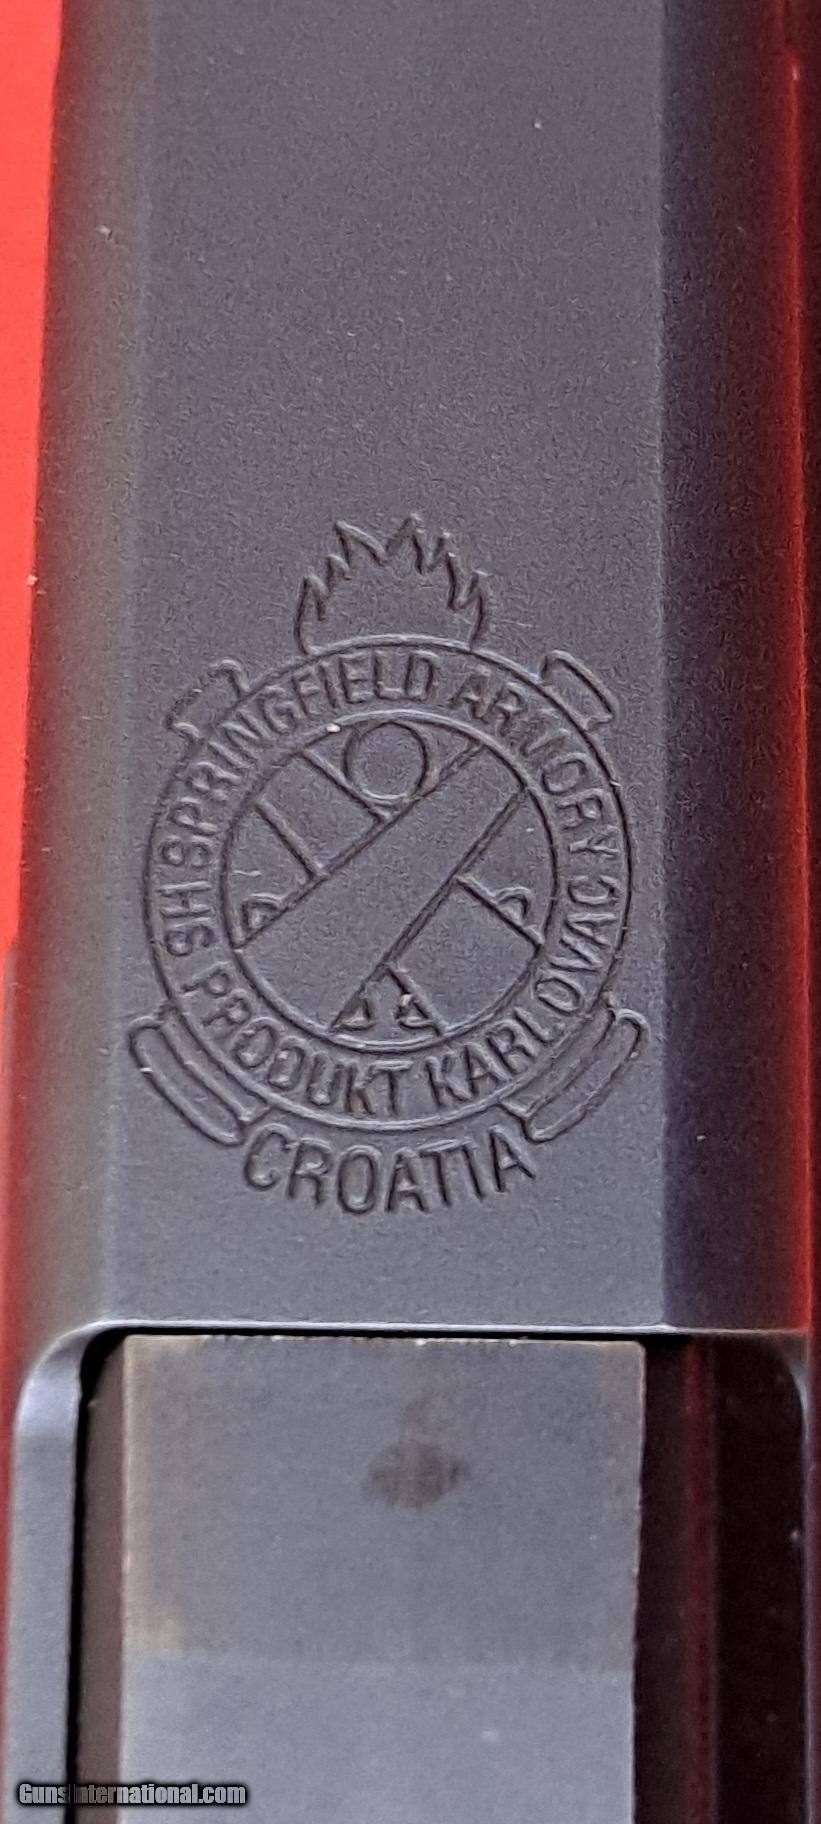 SPRINGFIELD ARMORY
HS PRODUKT KARLOVAC
CROATIA
GunsInternational.com